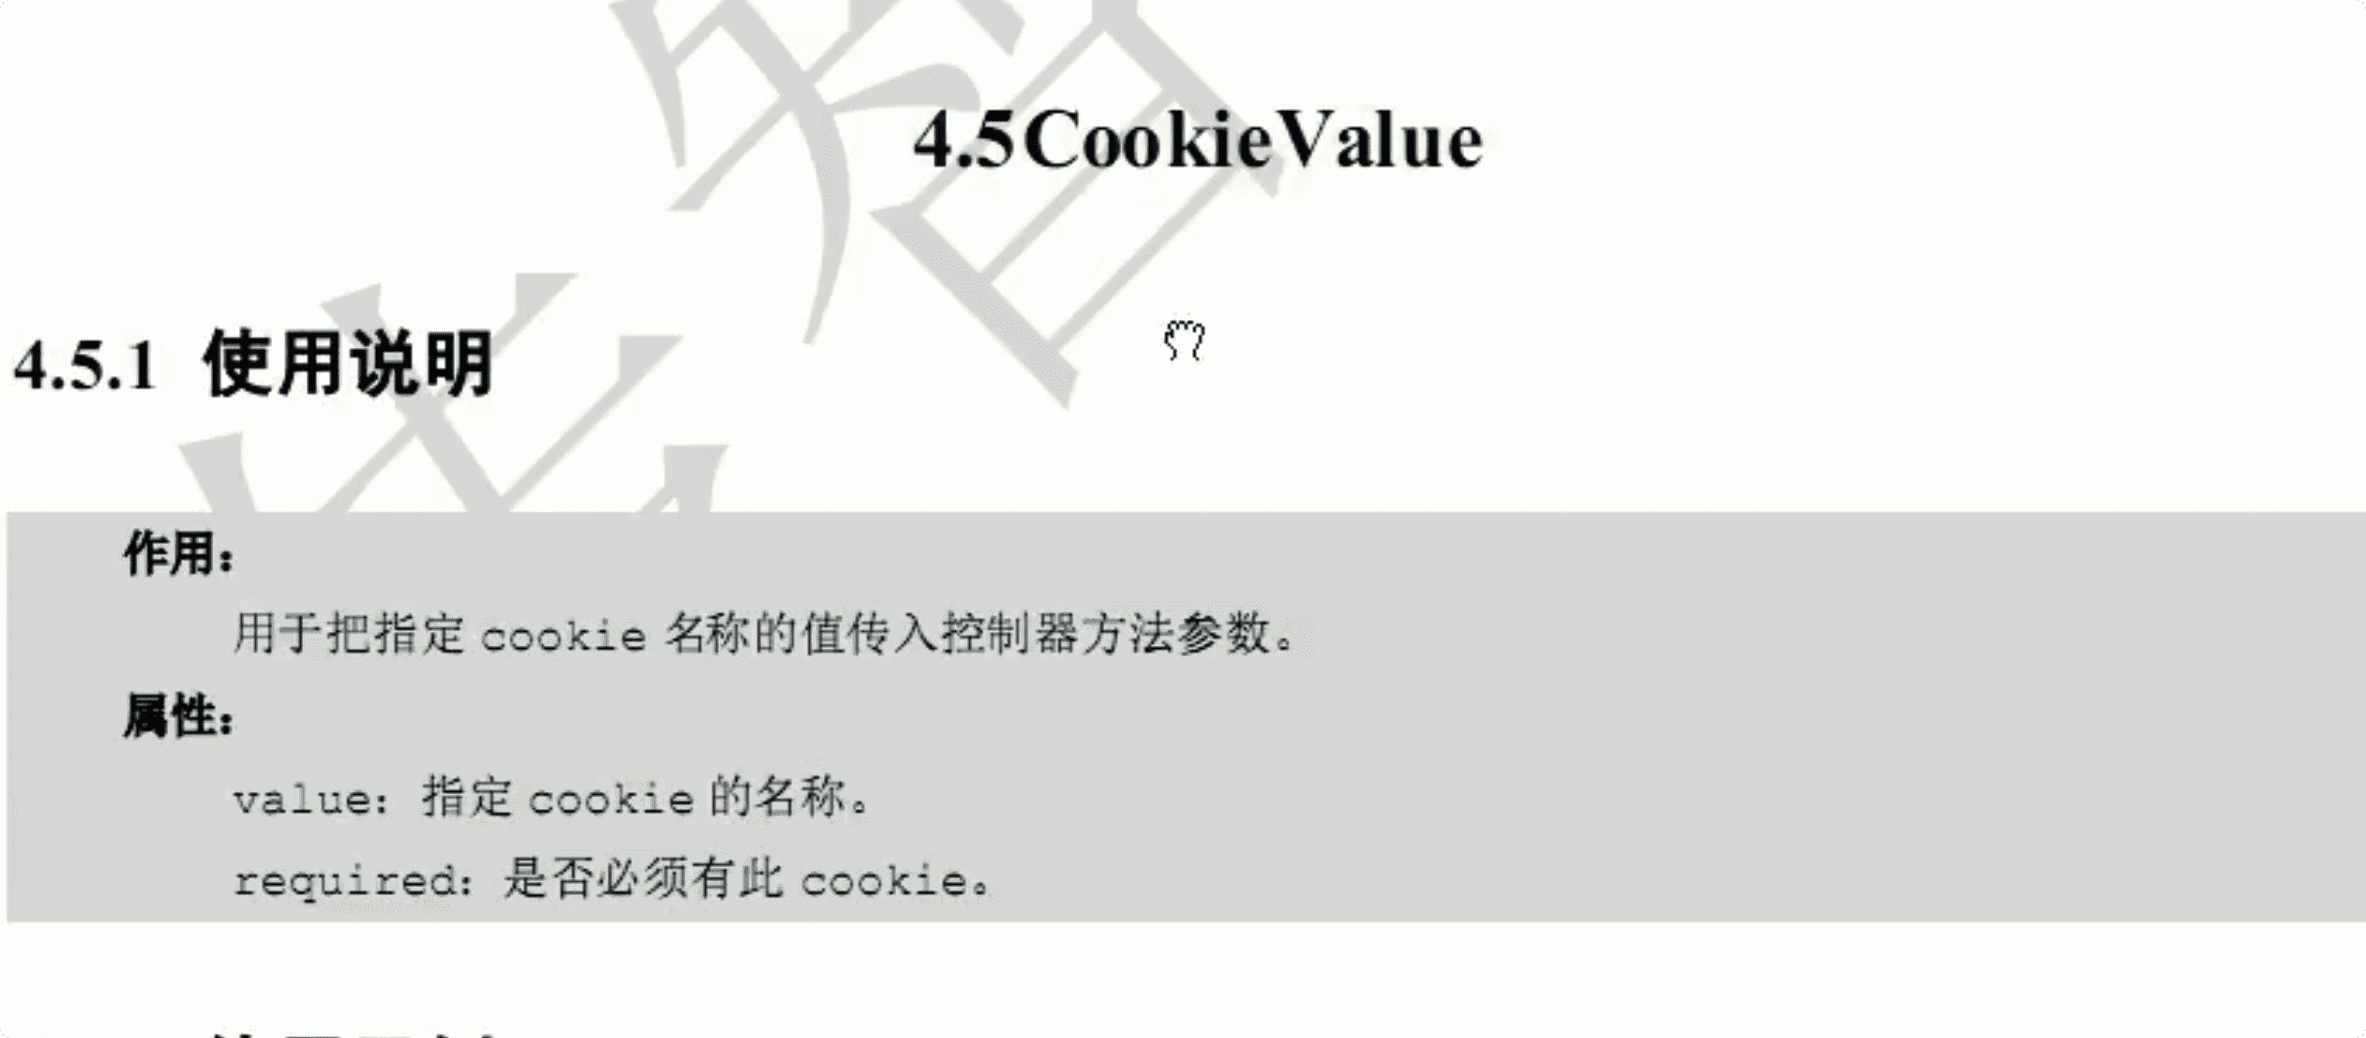 4.5CookieValue
4.5.1 使用说明
作用：
用于把指定 cookie 名称的值传入控制器方法参数。
属性：
value：指定 cookie 的名称。
required：是否必须有此 cookie。